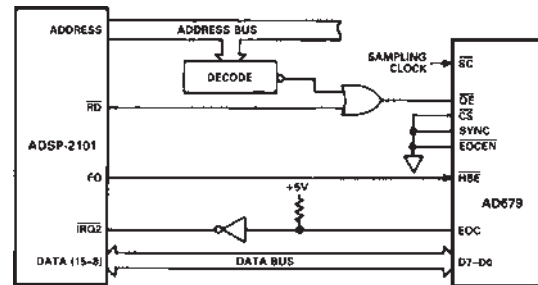 ADDRESS
ADDRESS BUS
DECODE
SAMPLING
CLOCK
SC
OE
CS
SYNC
EOCEN
RD
ADSP-2101
FO
HBE
AD679
+5V
IRQ2
EOC
DATA (15–8)
DATA BUS
D7–D0